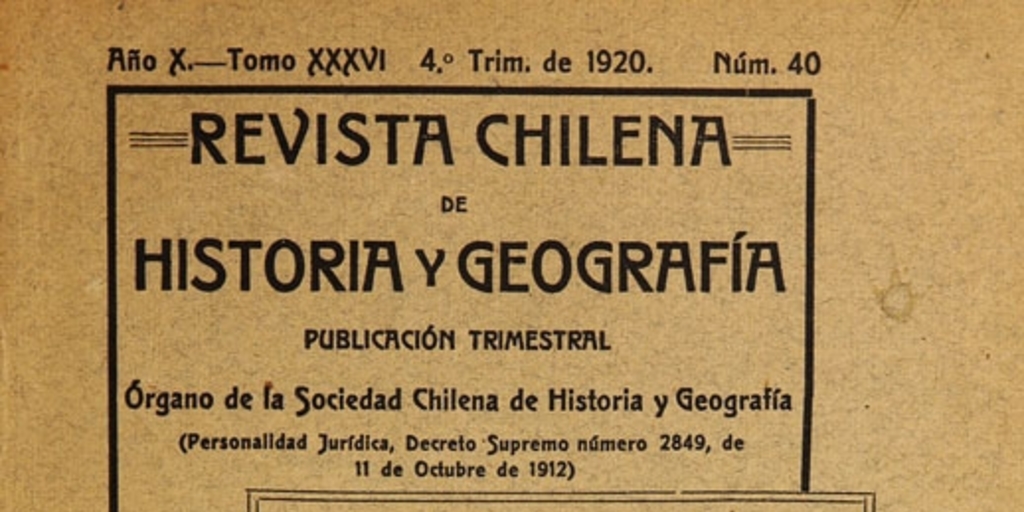 Año X.—Tomo XXXVI 4.º Trim. de 1920. Núm. 40
REVISTA CHILENA
DE
HISTORIA Y GEOGRAFÍA
PUBLICACIÓN TRIMESTRAL
Órgano de la Sociedad Chilena de Historia y Geografía
(Personalidad Jurídica, Decreto Supremo número 2849, de
11 de Octubre de 1912)